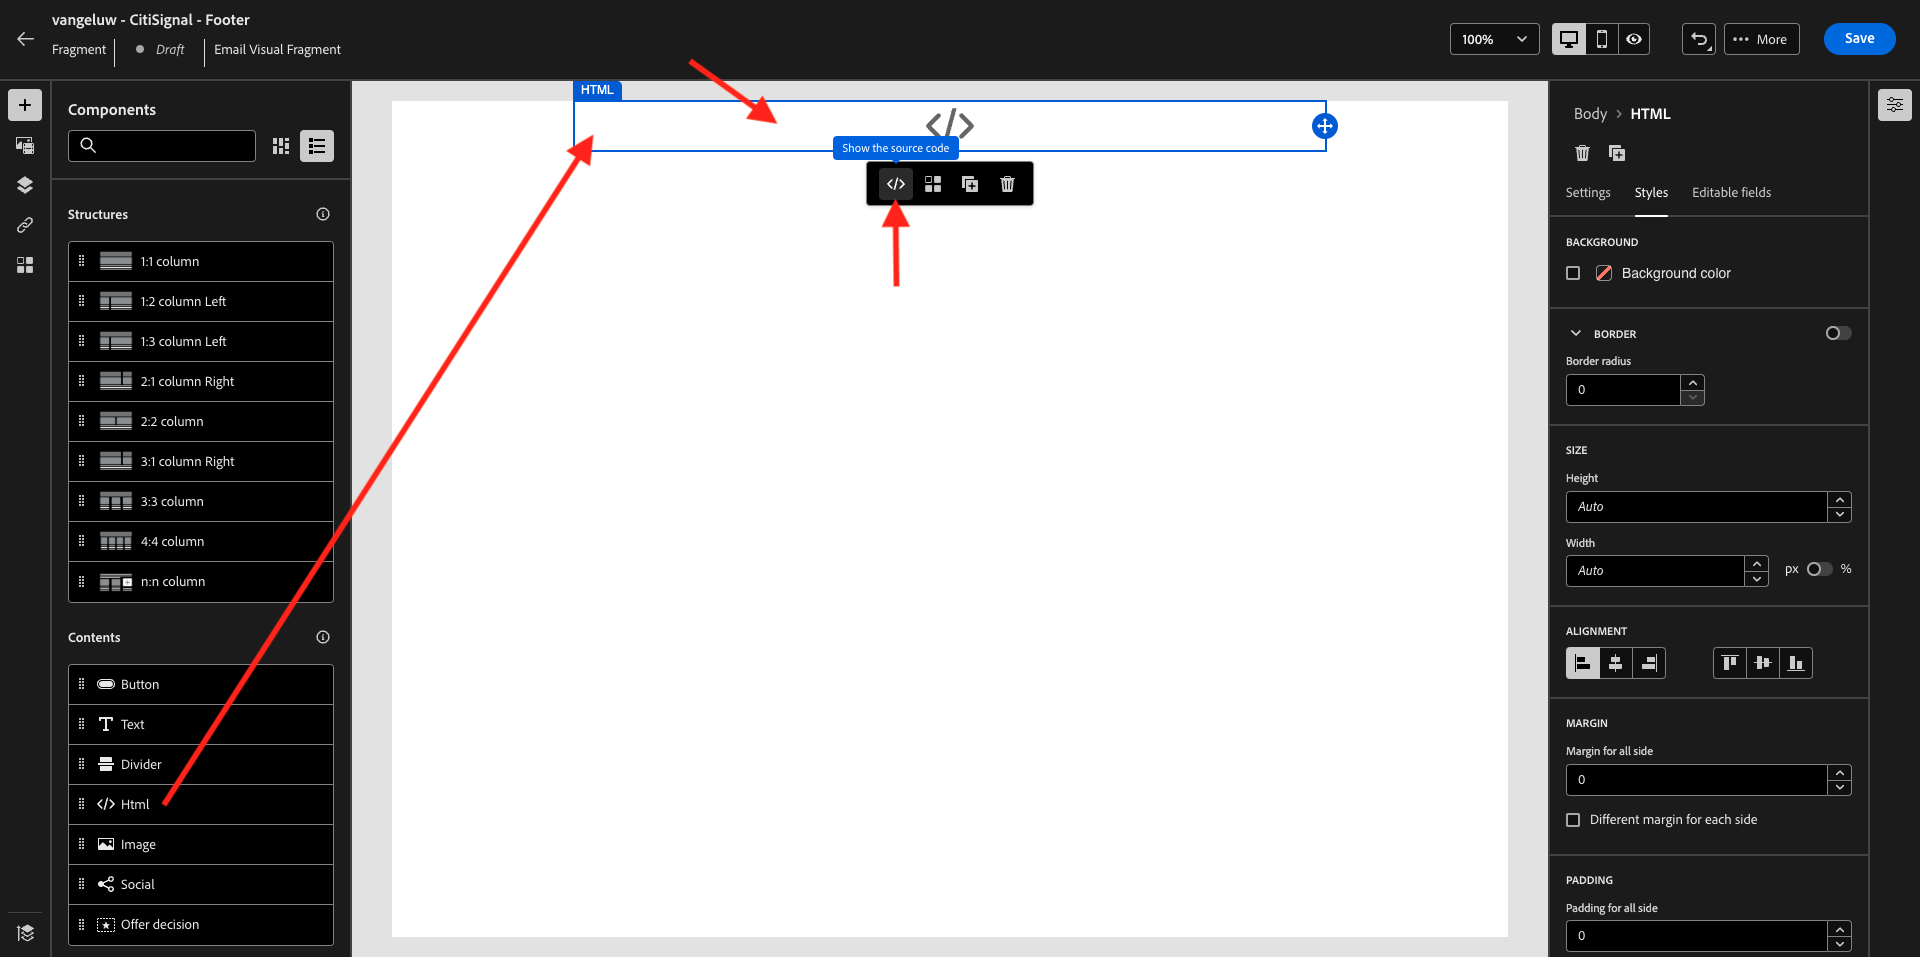 vangeluw - CitiSignal - Footer
Fragment
Draft
Email Visual Fragment
100%
More
Save
Components
Structures
1:1 column
1:2 column Left
1:3 column Left
2:1 column Right
2:2 column
3:1 column Right
3:3 column
4:4 column
n:n column
Contents
Button
Text
Divider
Html
Image
Social
Offer decision
HTML
Show the source code
Body > HTML
Settings
Styles
Editable fields
BACKGROUND
Background color
BORDER
Border radius
0
SIZE
Height
Auto
Width
Auto
px
%
ALIGNMENT
MARGIN
Margin for all side
0
Different margin for each side
PADDING
Padding for all side
0